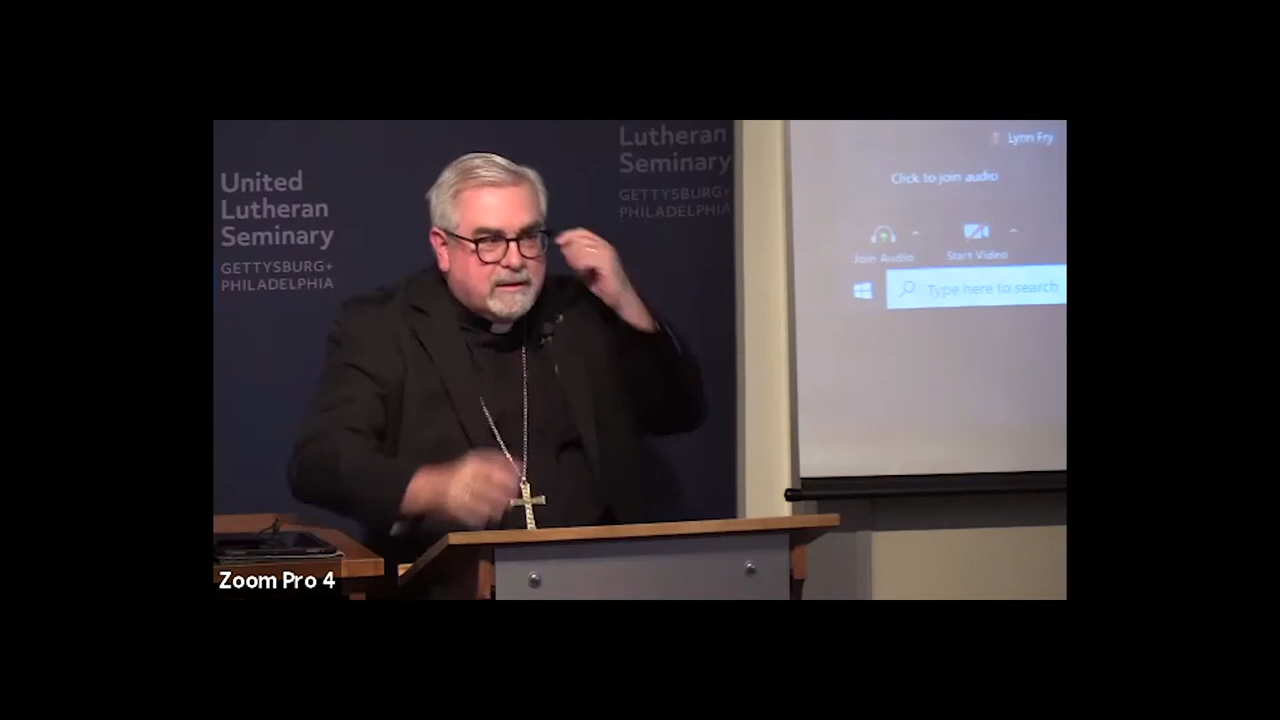 United
Lutheran
Seminary
GETTYSBURG+
PHILADELPHIA
Lutheran
Seminary
GETTYSBURG+
PHILADELPHIA
Lynn Fry
Click to join audio
Join Audio
Start Video
Type here to search
Zoom Pro 4